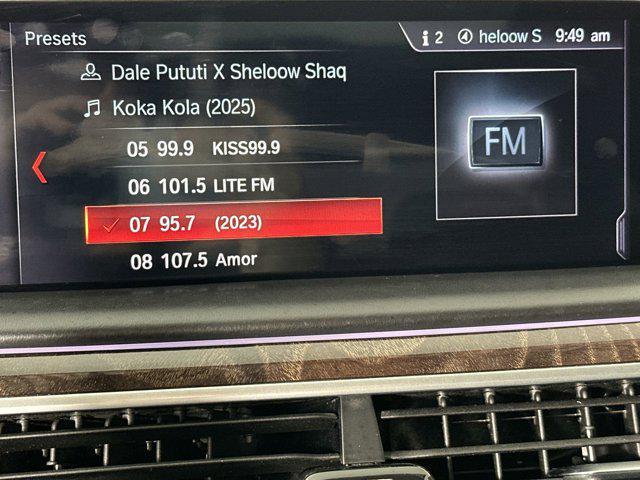 Presets
i 2 4 heloow S 9:49 am
Dale Pututi X Sheloow Shaq
Koka Kola (2025)
05 99.9 KISS99.9
06 101.5 LITE FM
07 95.7 (2023)
08 107.5 Amor
FM